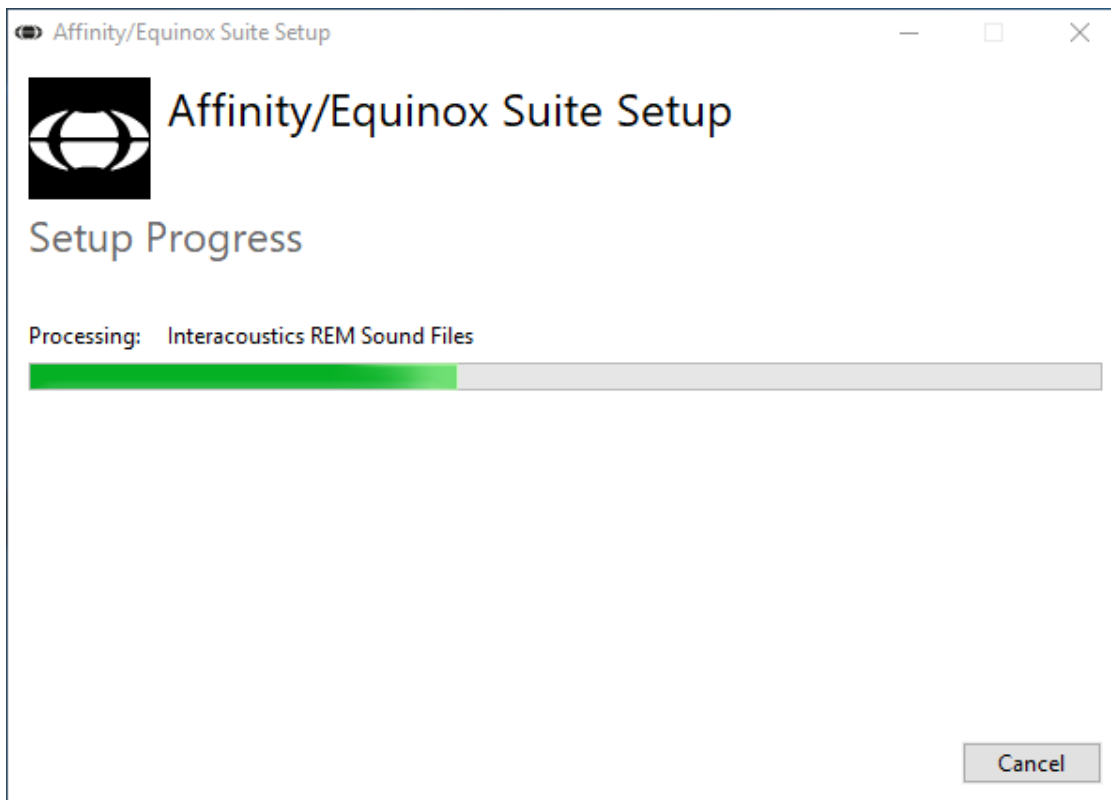 Affinity/Equinox Suite Setup
Affinity/Equinox Suite Setup
Setup Progress
Processing: Interacoustics REM Sound Files
Cancel